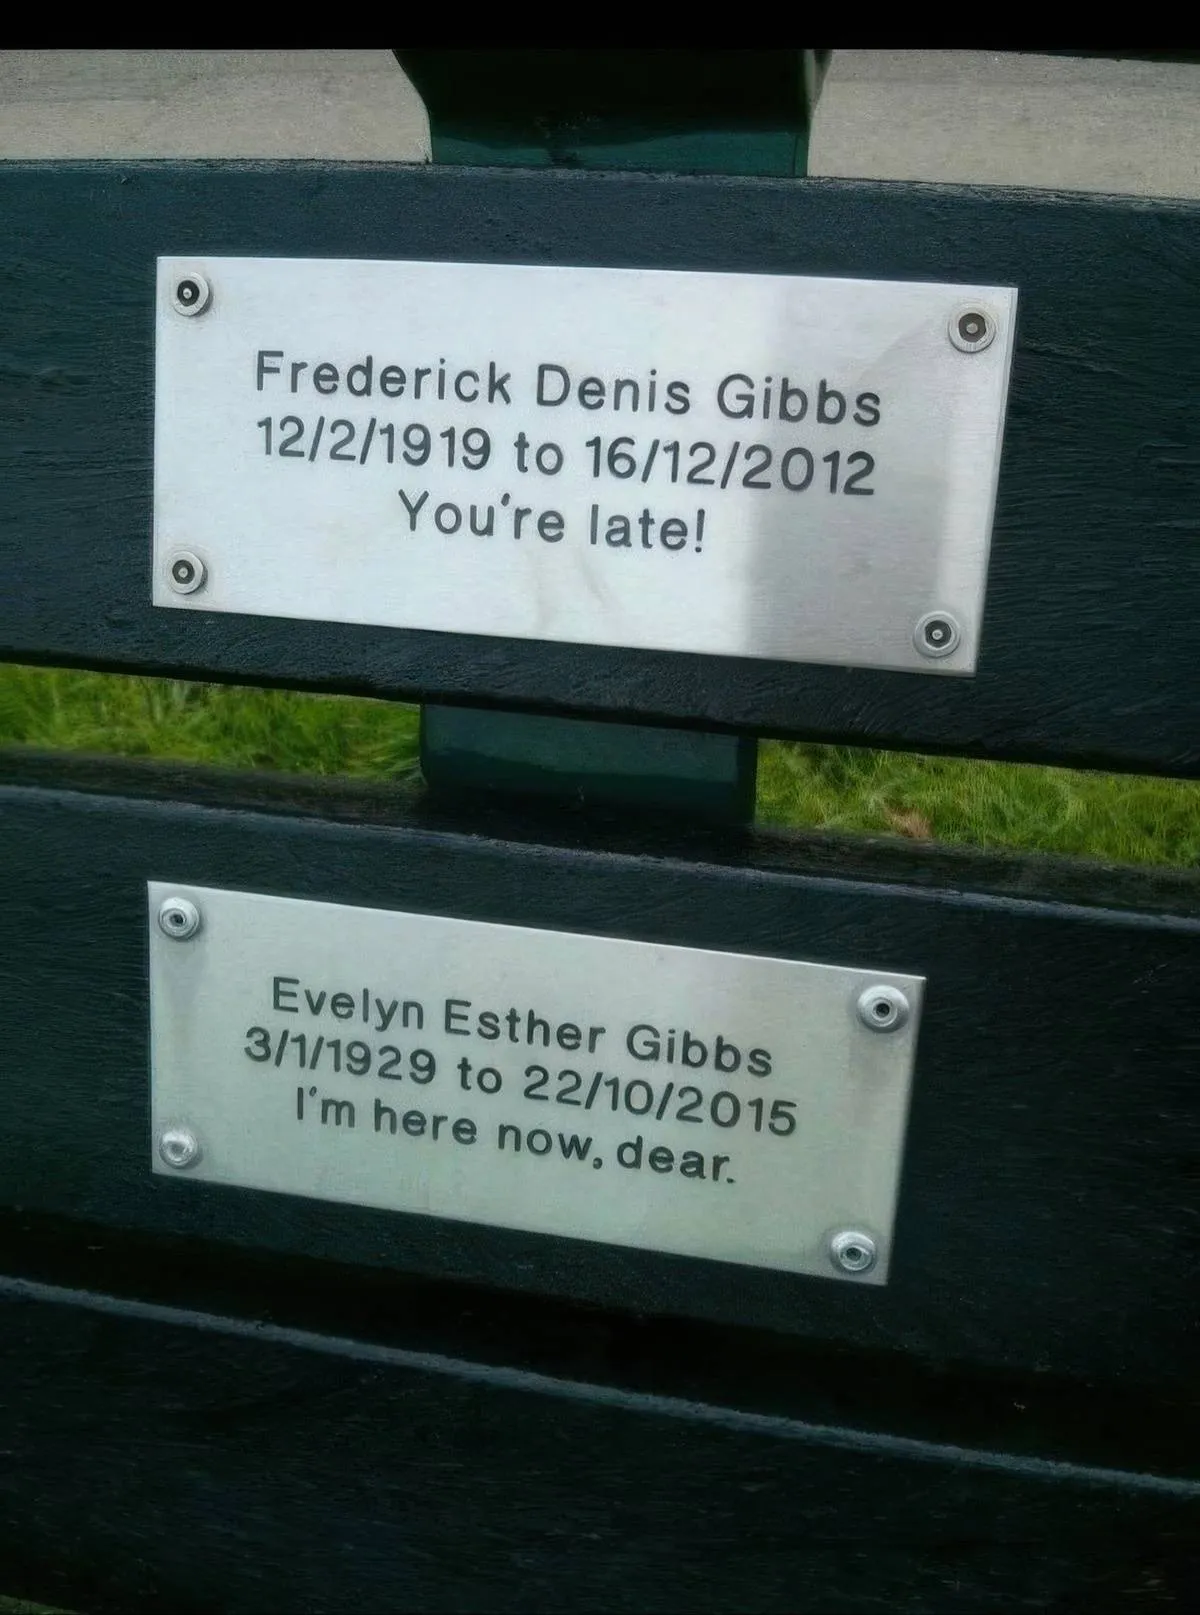 Frederick Denis Gibbs
12/2/1919 to 16/12/2012
You're late!
Evelyn Esther Gibbs
3/1/1929 to 22/10/2015
I'm here now, dear.